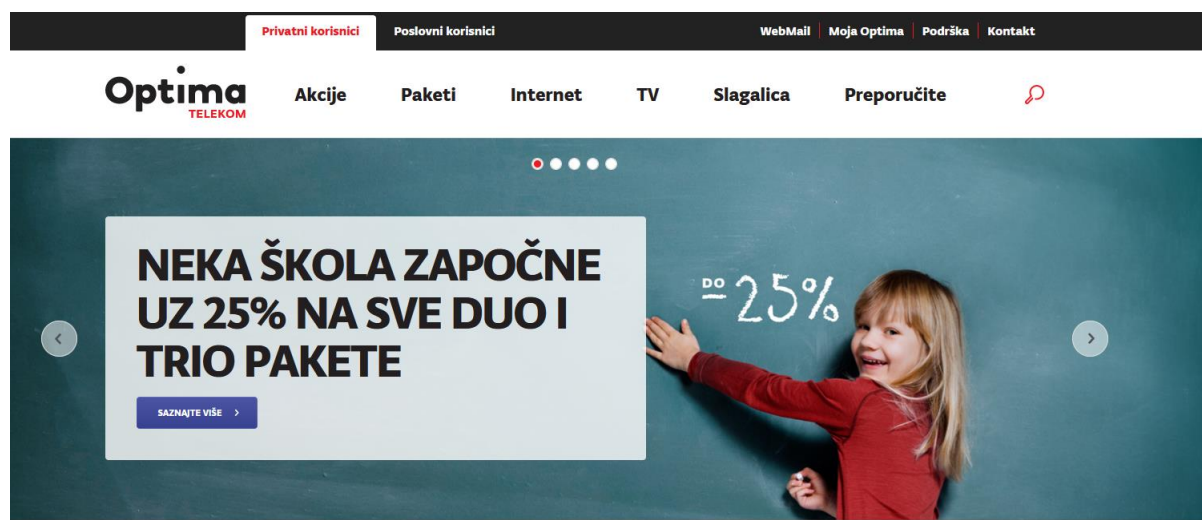 Privatni korisnici Poslovni korisnici WebMail Moja Optima Podrška Kontakt
Optima
TELEKOM
Akcije Paketi Internet TV Slagalica Preporučite
NEKA ŠKOLA ZAPOČNE
UZ 25% NA SVE DUO I
TRIO PAKETE
SAZNAJTE VIŠE
DO 25%